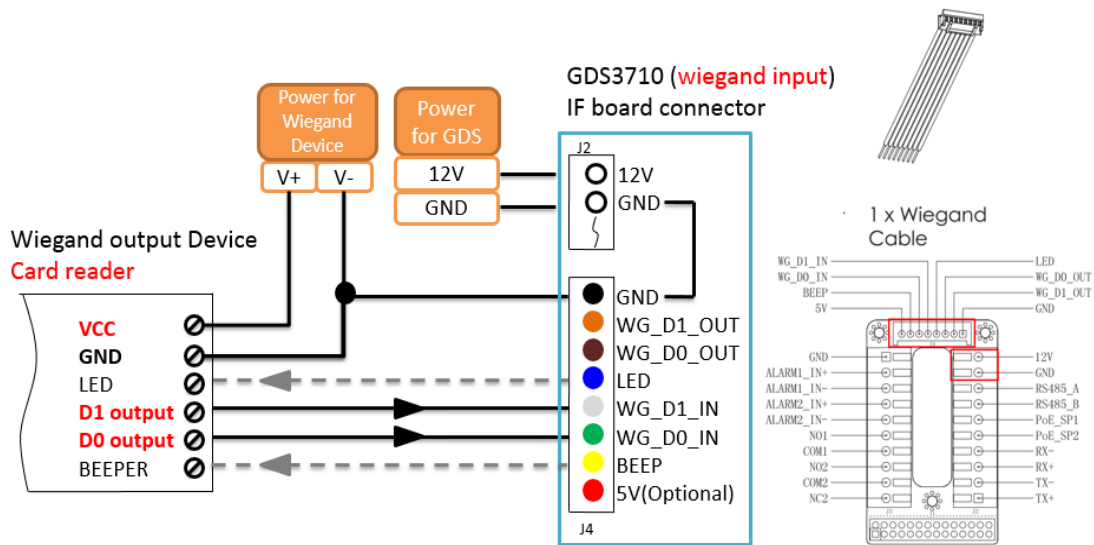 GDS3710 (wiegand input)
IF board connector
Power for
Wiegand
Device
V+ V-
Power
for GDS
12V
GND
J2
12V
GND
Wiegand output Device
Card reader
VCC
GND
LED
D1 output
D0 output
BEEPER
GND
WG_D1_OUT
WG_D0_OUT
LED
WG_D1_IN
WG_D0_IN
BEEP
5V(Optional)
J4
1 x Wiegand
Cable
WG_D1_IN
WG_D0_IN
BEEP
5V
LED
WG_D0_OUT
WG_D1_OUT
GND
GND
ALARM1_IN+
ALARM1_IN-
ALARM2_IN+
ALARM2_IN-
NO1
COM1
NO2
COM2
NC2
12V
GND
RS485_A
RS485_B
PoE_SP1
PoE_SP2
RX-
RX+
TX-
TX+
J3
J2